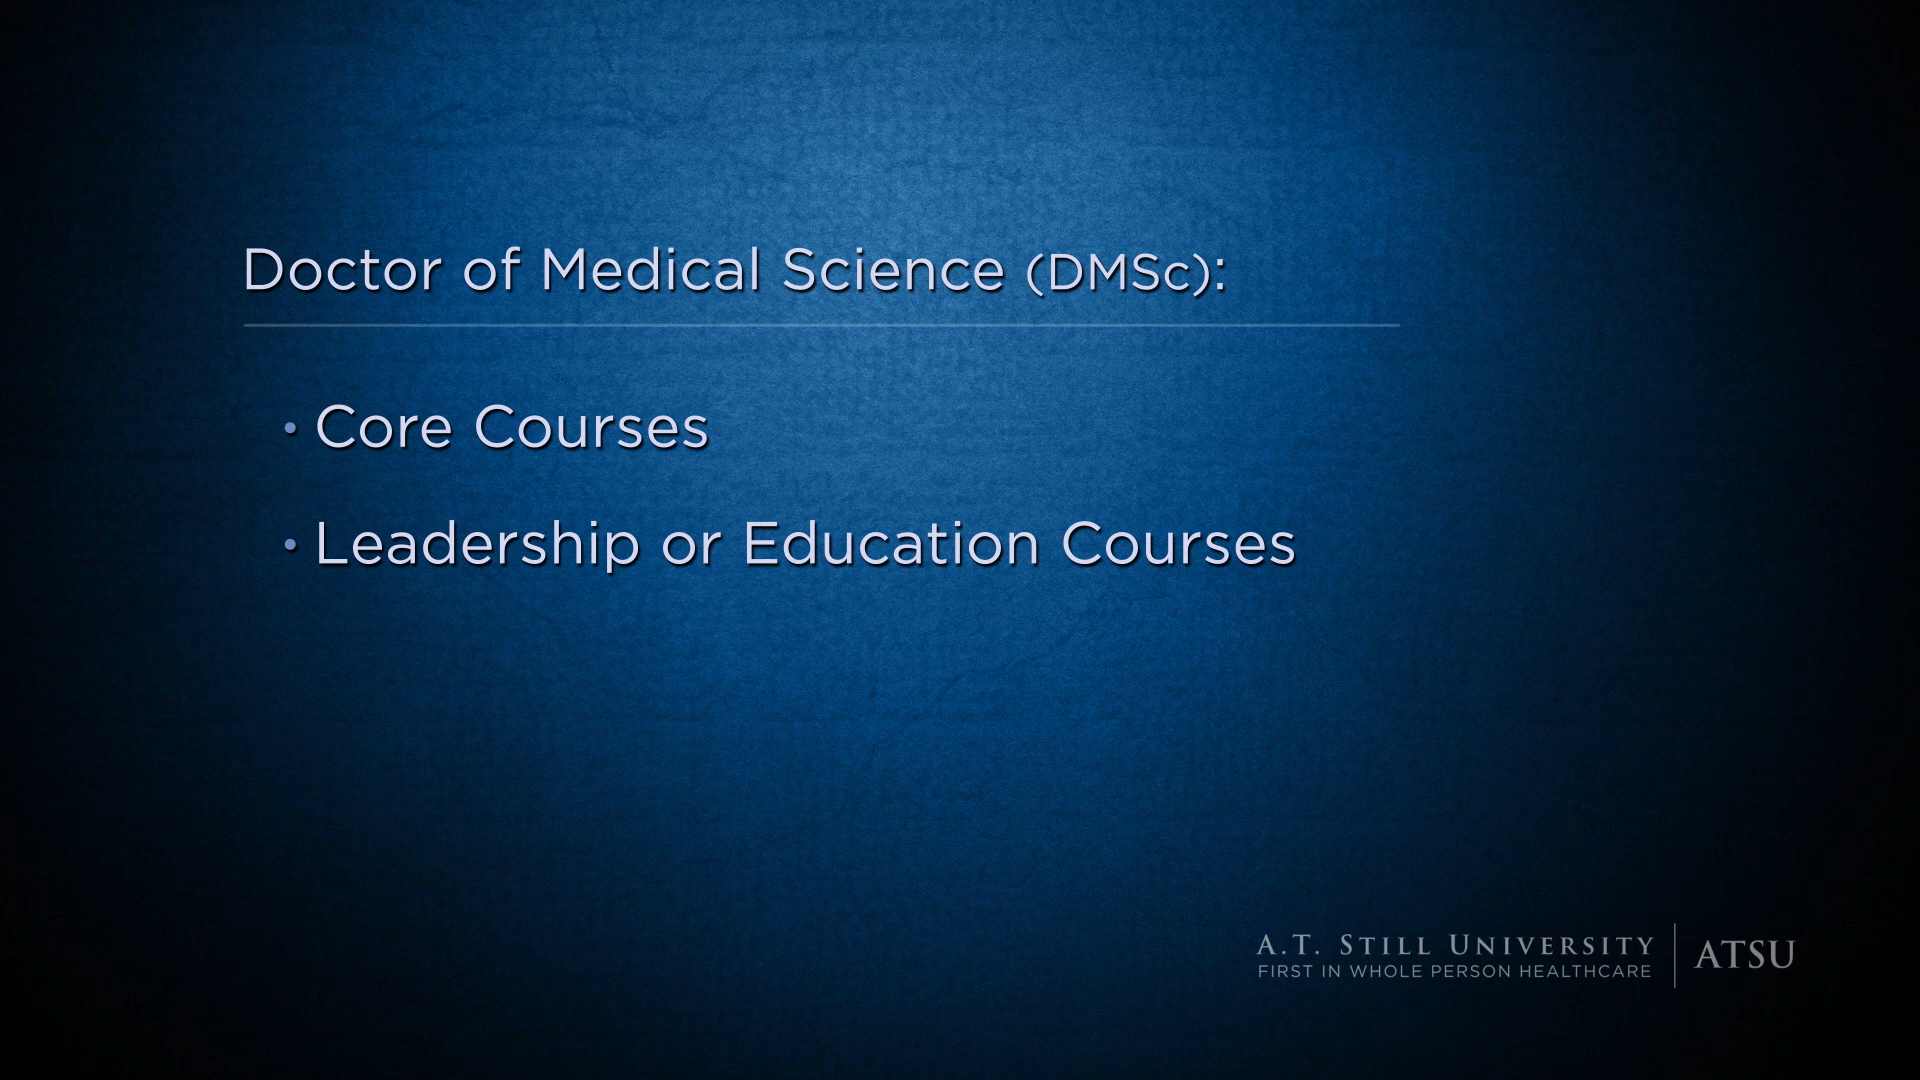 Doctor of Medical Science (DMSc):
• Core Courses
• Leadership or Education Courses
A.T. STILL UNIVERSITY
FIRST IN WHOLE PERSON HEALTHCARE
ATSU